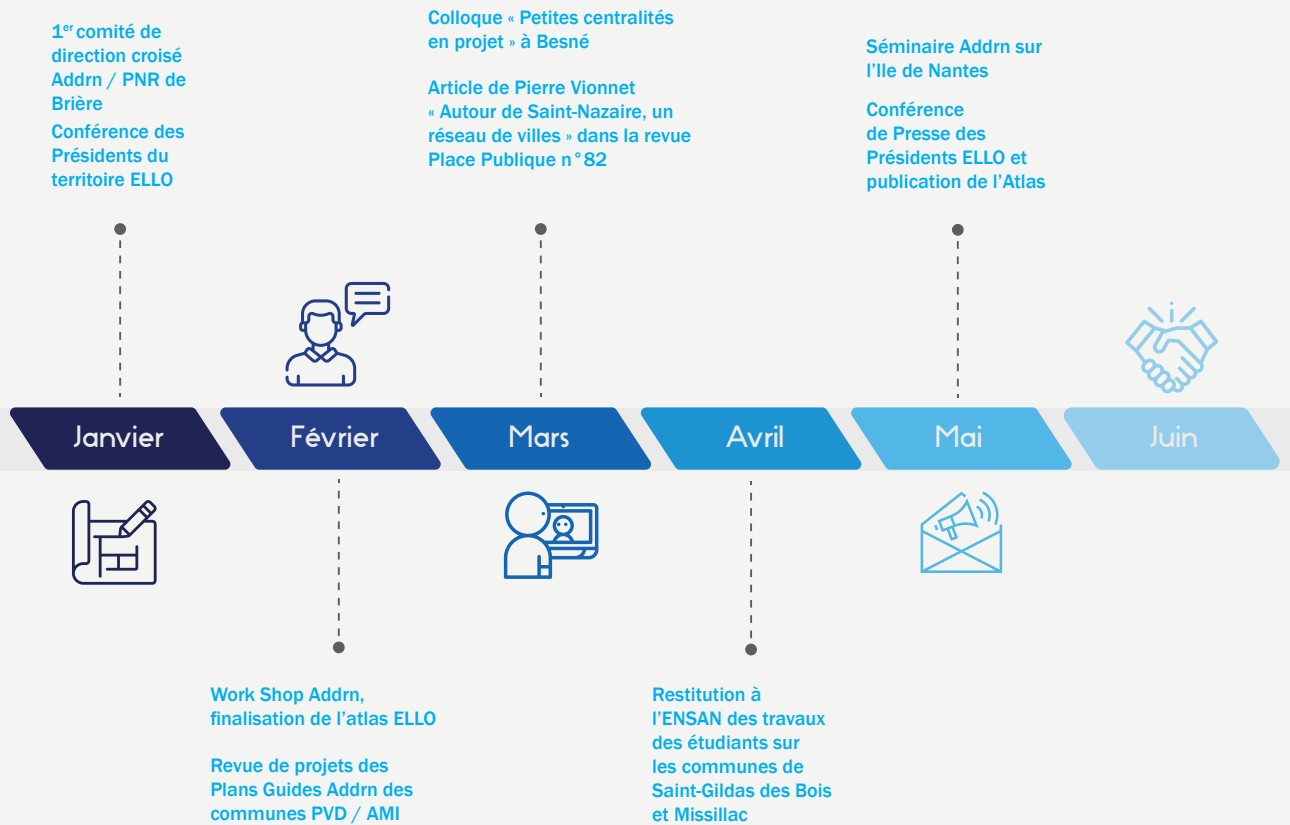 1er comité de
direction croisé
Addrn / PNR de
Brière
Conférence des
Présidents du
territoire ELLO
Colloque « Petites centralités
en projet » à Besné
Article de Pierre Vionnet
« Autour de Saint-Nazaire, un
réseau de villes » dans la revue
Place Publique n°82
Séminaire Addrn sur
l'Ile de Nantes
Conférence
de Presse des
Présidents ELLO et
publication de l'Atlas
Janvier
Février
Mars
Avril
Mai
Juin
Work Shop Addrn,
finalisation de l'atlas ELLO
Revue de projets des
Plans Guides Addrn des
communes PVD / AMI
Restitution à
l'ENSAN des travaux
des étudiants sur
les communes de
Saint-Gildas des Bois
et Missillac